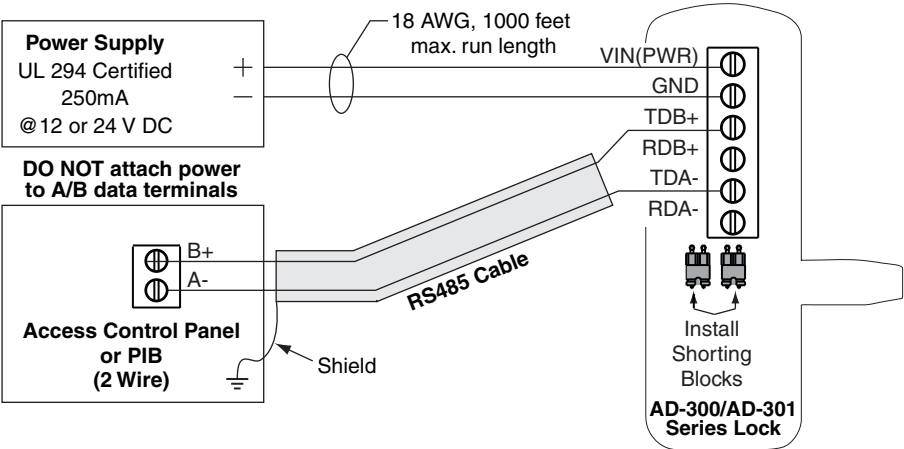 18 AWG, 1000 feet
max. run length
Power Supply
UL 294 Certified
250mA
@ 12 or 24 V DC
+
–
VIN(PWR)
GND
TDB+
RDB+
TDA-
RDA-
DO NOT attach power
to A/B data terminals
B+
A-
RS485 Cable
Access Control Panel
or PIB
(2 Wire)
Shield
Install
Shorting
Blocks
AD-300/AD-301
Series Lock